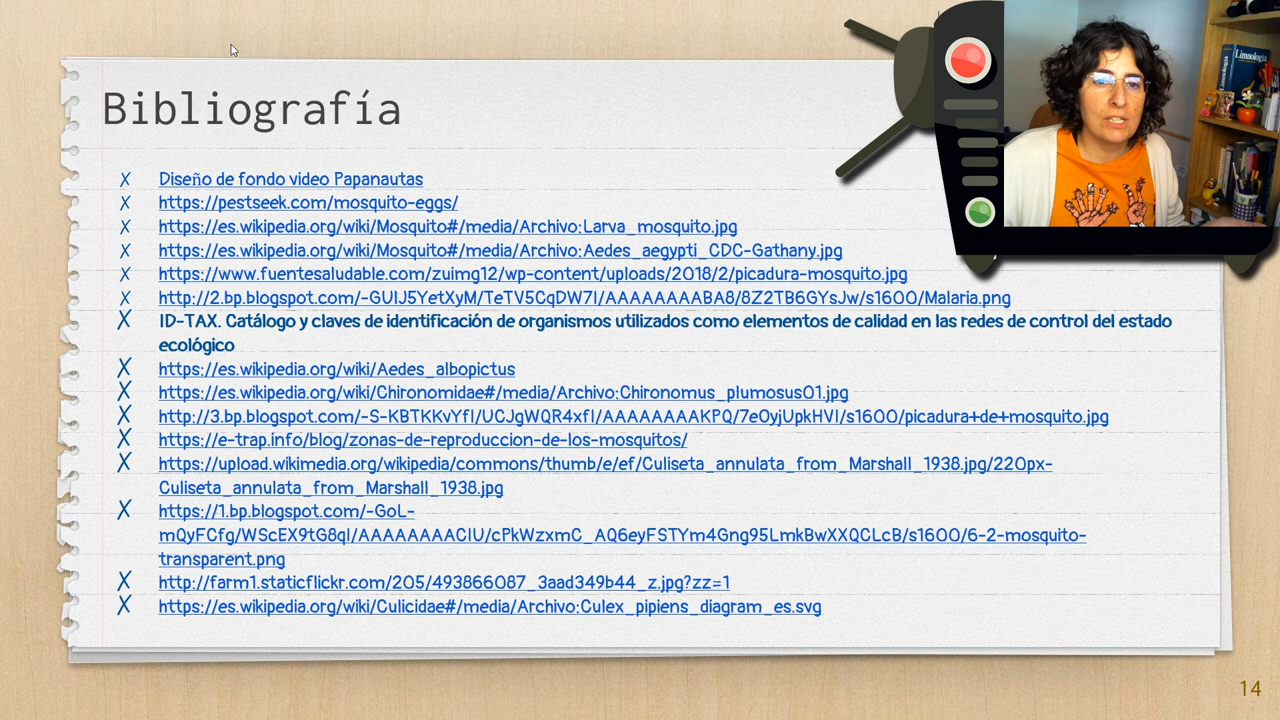 Bibliografía
Limnología
Limnología
Diseño de fondo video Papanautas
https://pestseek.com/mosquito-eggs/
https://es.wikipedia.org/wiki/Mosquito#/media/Archivo:Larva_mosquito.jpg
https://es.wikipedia.org/wiki/Mosquito#/media/Archivo:Aedes_aegypti_CDC-Gathany.jpg
https://www.fuentesaludable.com/zuimg12/wp-content/uploads/2018/2/picadura-mosquito.jpg
http://2.bp.blogspot.com/-GUIJ5YetXyM/TeTV5CqDW7I/AAAAAAAABA8/8Z2TB6GYsJw/s1600/Malaria.png
ID-TAX. Catálogo y claves de identificación de organismos utilizados como elementos de calidad en las redes de control del estado
ecológico
https://es.wikipedia.org/wiki/Aedes_albopictus
https://es.wikipedia.org/wiki/Chironomidae#/media/Archivo:Chironomus_plumosus01.jpg
http://3.bp.blogspot.com/-S-KBTKKvYfI/UCJgWQR4xfI/AAAAAAAAKPQ/7eOyjUpkHVI/s1600/picadura+de+mosquito.jpg
https://e-trap.info/blog/zonas-de-reproduccion-de-los-mosquitos/
https://upload.wikimedia.org/wikipedia/commons/thumb/e/ef/Culiseta_annulata_from_Marshall_1938.jpg/220px-
Culiseta_annulata_from_Marshall_1938.jpg
https://1.bp.blogspot.com/-GoL-
mQyFCfg/WScEX9tG8qI/AAAAAAAACIU/cPkWzxmC_AQ6eyFSTYm4Gng95LmkBwXXQCLcB/s1600/6-2-mosquito-
transparent.png
http://farm1.staticflickr.com/205/493866087_3aad349b44_z.jpg?zz=1
https://es.wikipedia.org/wiki/Culicidae#/media/Archivo:Culex_pipiens_diagram_es.svg
14